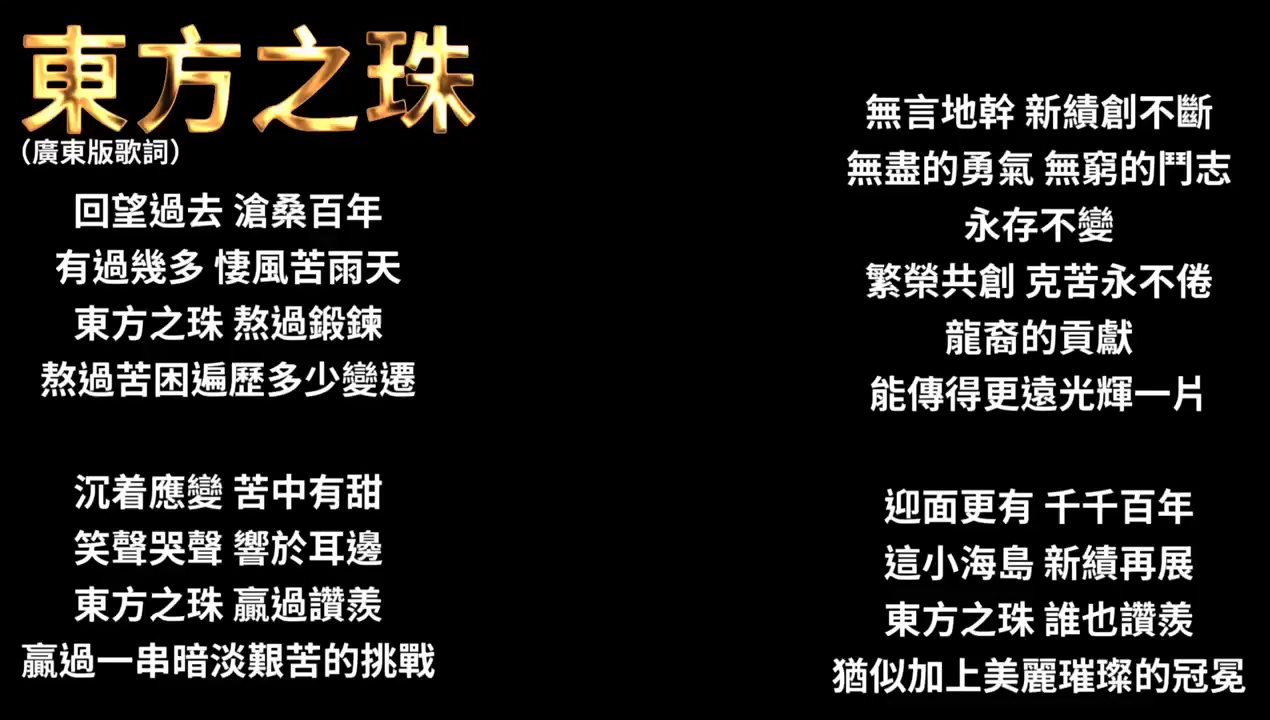 東方之珠
（廣東版歌詞）
回望過去 滄桑百年
有過幾多 悽風苦雨天
東方之珠 熬過鍛鍊
熬過苦困遍歷多少變遷
沉着應變 苦中有甜
笑聲哭聲 響於耳邊
東方之珠 贏過讚羨
贏過一串暗淡艱苦的挑戰
無言地幹 新績創不斷
無盡的勇氣 無窮的鬥志
永存不變
繁榮共創 克苦永不倦
龍裔的貢獻
能傳得更遠光輝一片
迎面更有 千千百年
這小海島 新績再展
東方之珠 誰也讚羨
猶似加上美麗璀璨的冠冕